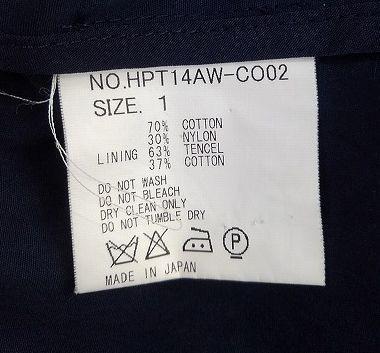 NO.HPT14AW-CO02
SIZE. 1
70% COTTON
30% NYLON
LINING 63% TENCEL
37% COTTON
DO NOT WASH
DO NOT BLEACH
DRY CLEAN ONLY
DO NOT TUMBLE DRY
P
MADE IN JAPAN